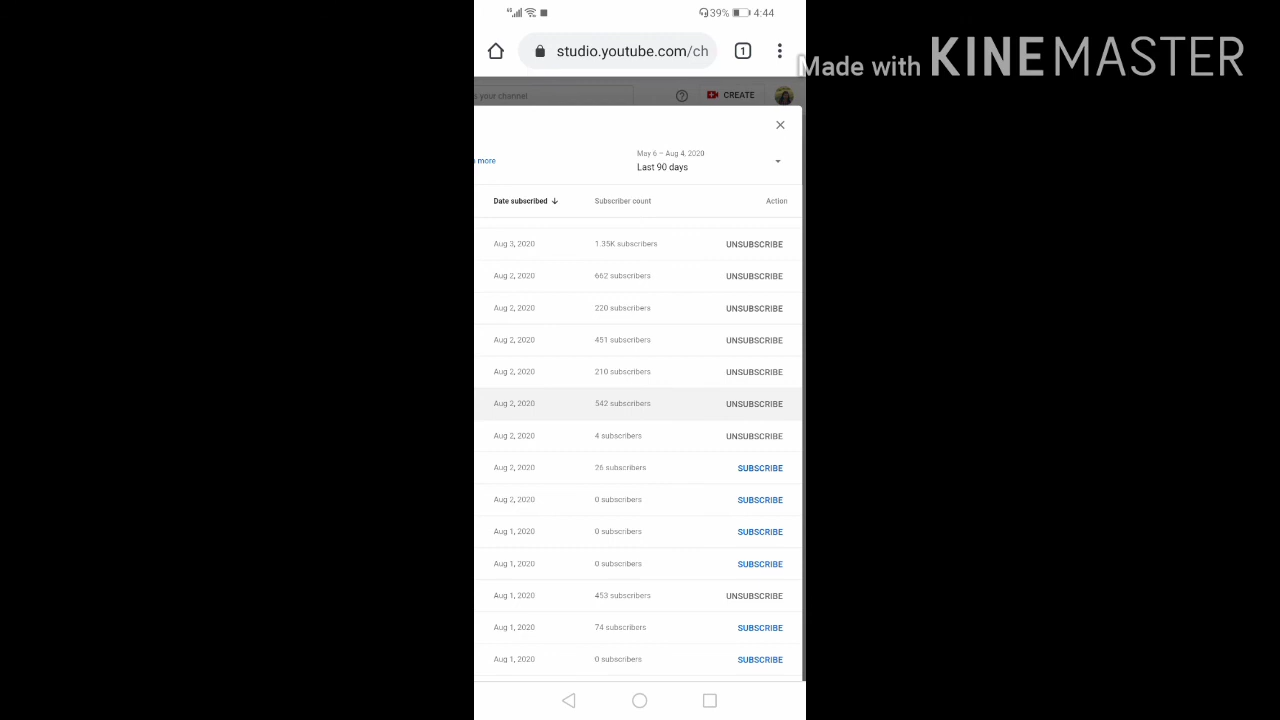 39% 4:44
studio.youtube.com/ch
1
Made with KINEMASTER
s your channel
CREATE
more
May 6 – Aug 4, 2020
Last 90 days
Date subscribed Subscriber count Action
Aug 3, 2020 1.35K subscribers UNSUBSCRIBE
Aug 2, 2020 662 subscribers UNSUBSCRIBE
Aug 2, 2020 220 subscribers UNSUBSCRIBE
Aug 2, 2020 451 subscribers UNSUBSCRIBE
Aug 2, 2020 210 subscribers UNSUBSCRIBE
Aug 2, 2020 542 subscribers UNSUBSCRIBE
Aug 2, 2020 4 subscribers UNSUBSCRIBE
Aug 2, 2020 26 subscribers SUBSCRIBE
Aug 2, 2020 0 subscribers SUBSCRIBE
Aug 1, 2020 0 subscribers SUBSCRIBE
Aug 1, 2020 0 subscribers SUBSCRIBE
Aug 1, 2020 453 subscribers UNSUBSCRIBE
Aug 1, 2020 74 subscribers SUBSCRIBE
Aug 1, 2020 0 subscribers SUBSCRIBE